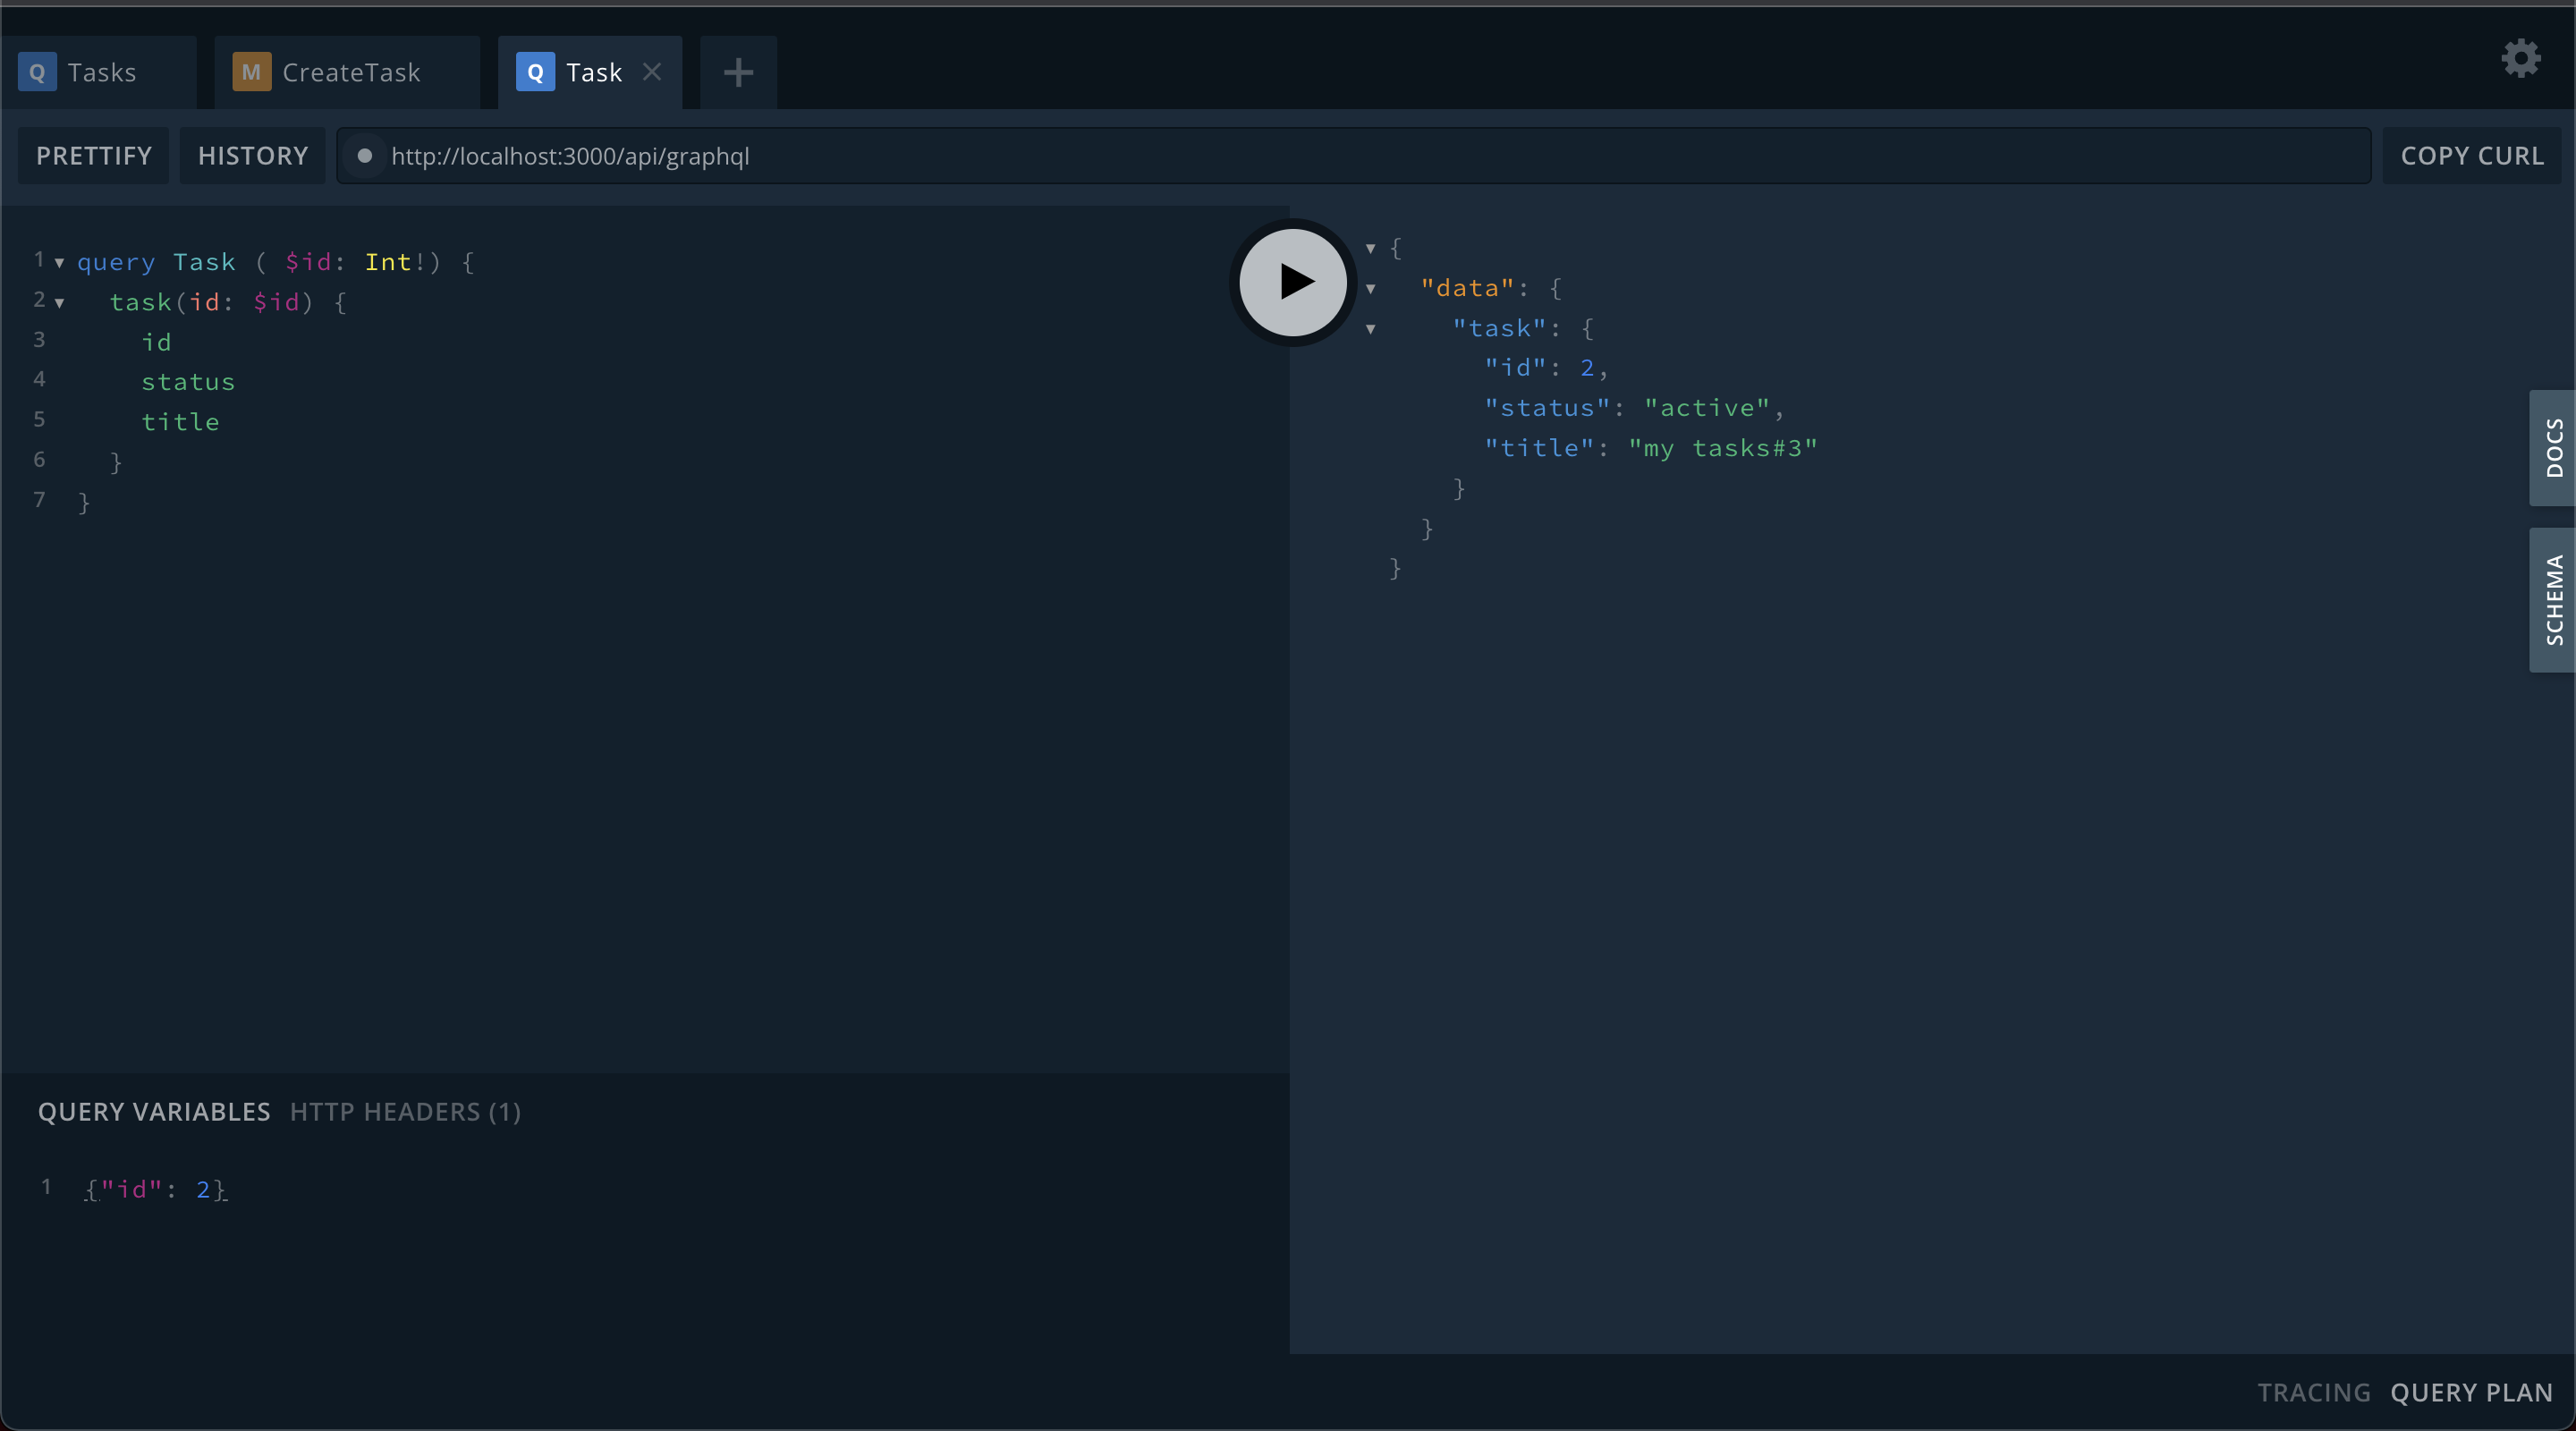 Q Tasks M CreateTask Q Task
PRETTIFY HISTORY http://localhost:3000/api/graphql COPY CURL
1 query Task ( $id: Int!) {
2 task(id: $id) {
3 id
4 status
5 title
6 }
7 }
{
"data": {
"task": {
"id": 2,
"status": "active",
"title": "my tasks#3"
}
}
}
DOCS
SCHEMA
QUERY VARIABLES HTTP HEADERS (1)
1 {"id": 2}
TRACING QUERY PLAN